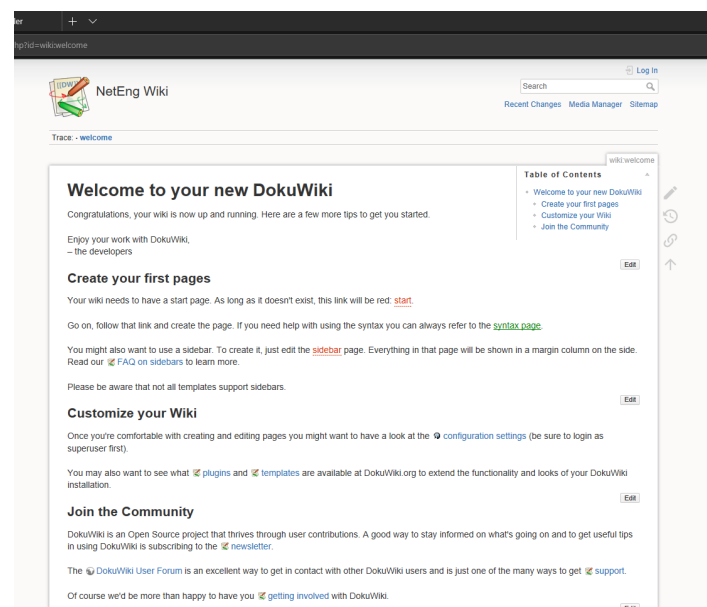 ler
hp?id=wiki:welcome
Log In
NetEng Wiki
Search
Recent Changes Media Manager Sitemap
Trace: • welcome
wiki:welcome
Table of Contents
Welcome to your new DokuWiki
Create your first pages
Customize your Wiki
Join the Community
Welcome to your new DokuWiki
Congratulations, your wiki is now up and running. Here are a few more tips to get you started.
Enjoy your work with DokuWiki,
– the developers
Edit
Create your first pages
Your wiki needs to have a start page. As long as it doesn't exist, this link will be red: start.
Go on, follow that link and create the page. If you need help with using the syntax you can always refer to the syntax page.
You might also want to use a sidebar. To create it, just edit the sidebar page. Everything in that page will be shown in a margin column on the side.
Read our FAQ on sidebars to learn more.
Please be aware that not all templates support sidebars.
Edit
Customize your Wiki
Once you're comfortable with creating and editing pages you might want to have a look at the configuration settings (be sure to login as
superuser first).
You may also want to see what plugins and templates are available at DokuWiki.org to extend the functionality and looks of your DokuWiki
installation.
Edit
Join the Community
DokuWiki is an Open Source project that thrives through user contributions. A good way to stay informed on what's going on and to get useful tips
in using DokuWiki is subscribing to the newsletter.
The DokuWiki User Forum is an excellent way to get in contact with other DokuWiki users and is just one of the many ways to get support.
Of course we'd be more than happy to have you getting involved with DokuWiki.